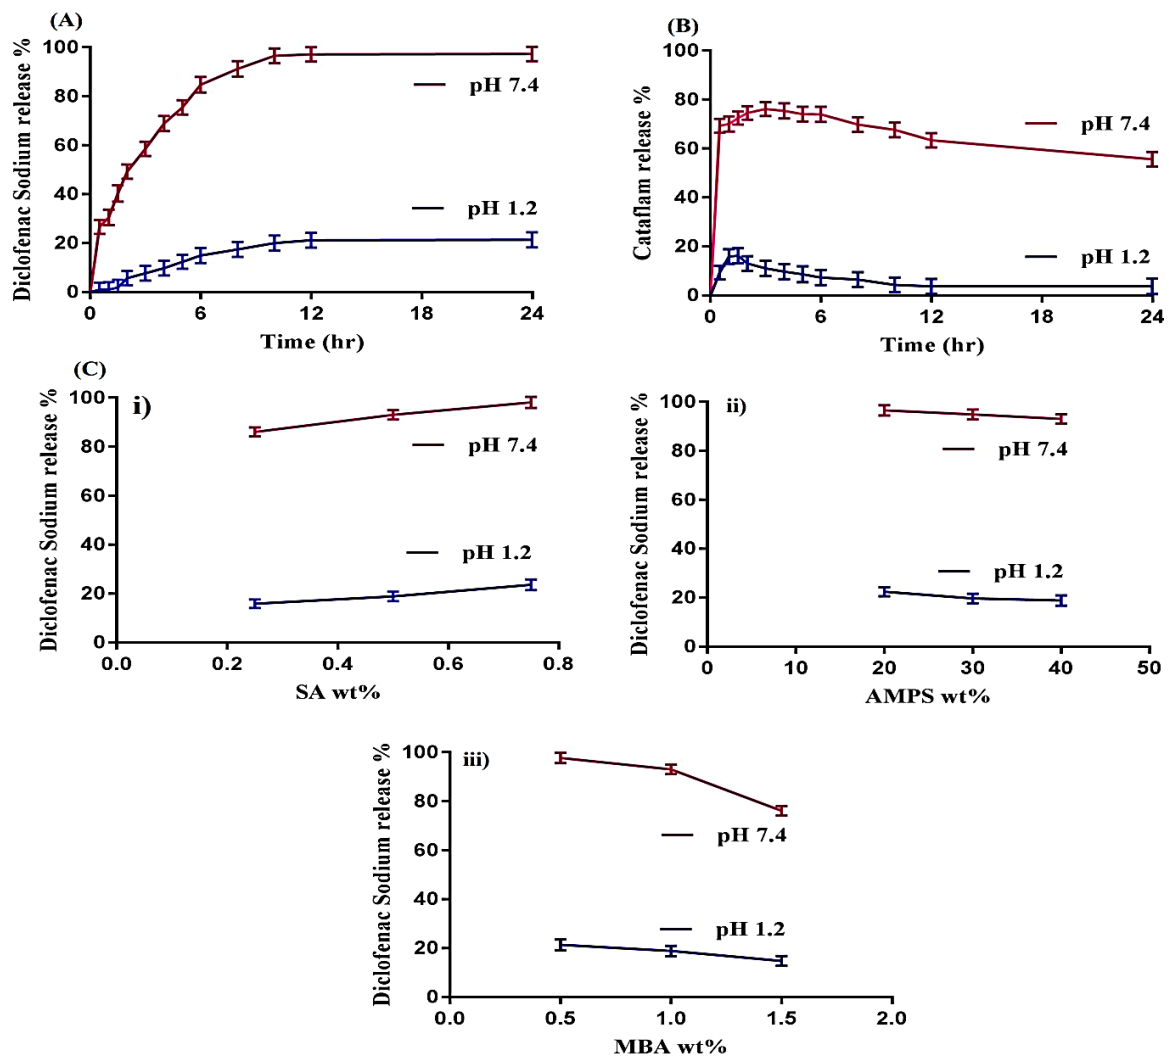 (A)
Diclofenac Sodium release %
100
80
60
40
20
0
pH 7.4
pH 1.2
0 6 12 18 24
Time (hr)
(B)
Cataflam release %
100
80
60
40
20
0
pH 7.4
pH 1.2
0 6 12 18 24
Time (hr)
(C)
i)
Diclofenac Sodium release %
100
80
60
40
20
0
pH 7.4
pH 1.2
0.0 0.2 0.4 0.6 0.8
SA wt%
ii)
Diclofenac Sodium release %
100
80
60
40
20
0
pH 7.4
pH 1.2
0 10 20 30 40 50
AMPS wt%
iii)
Diclofenac Sodium release %
100
80
60
40
20
0
pH 7.4
pH 1.2
0.0 0.5 1.0 1.5 2.0
MBA wt%